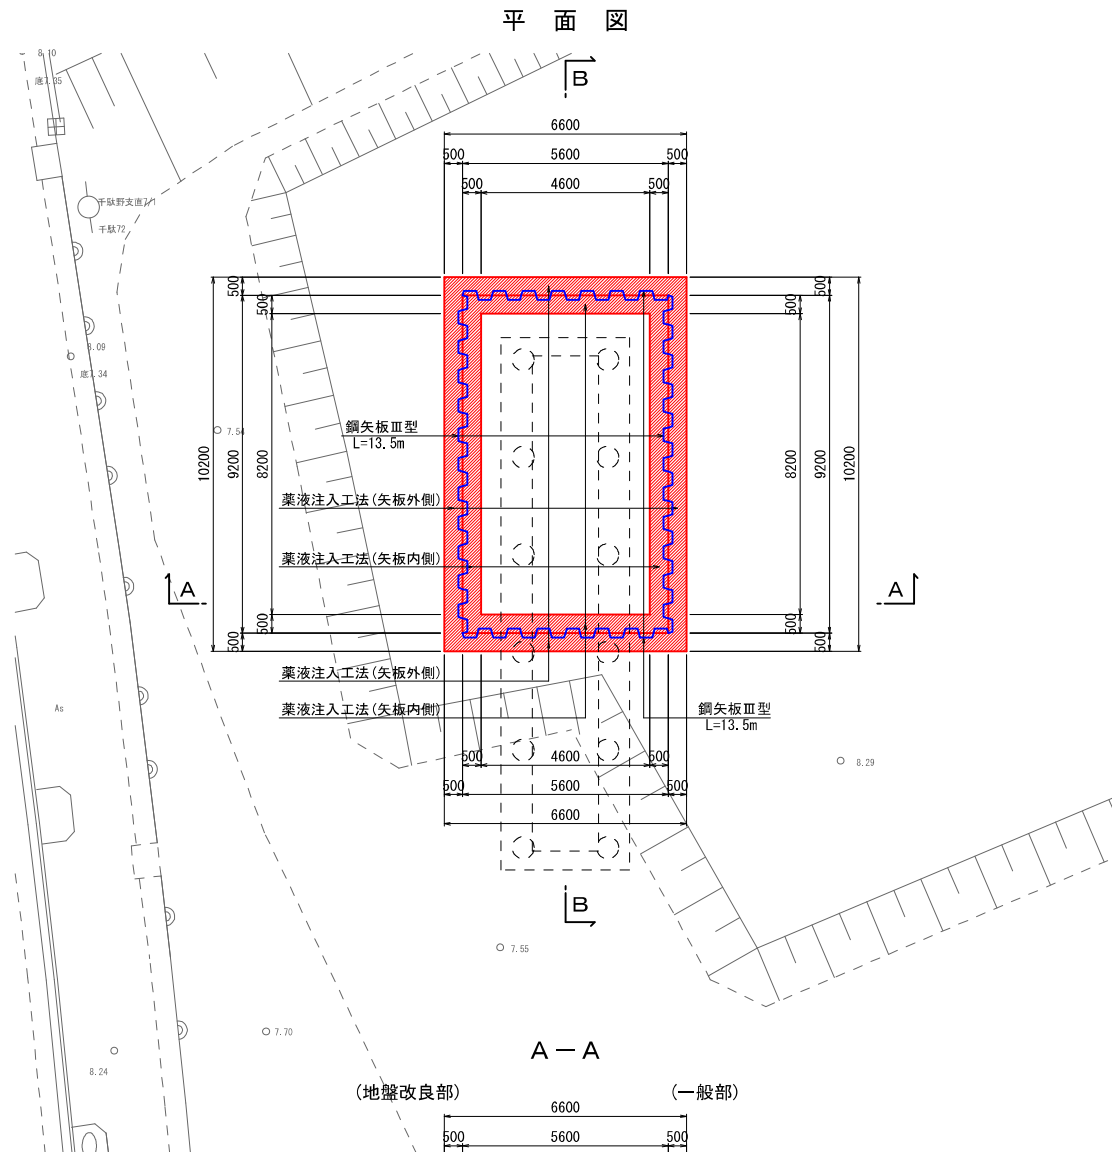 平面図
8.10
底7.35
B
6600
500 5600 500
500 4600 500
千駄野支直7/1
千駄72
500 500
500 500
8.09
底7.34
7.54
鋼矢板Ⅲ型
L=13.5m
10200 9200 8200
8200 9200 10200
薬液注入工法(矢板外側)
薬液注入工法(矢板内側)
A A
500 500
500 500
薬液注入工法(矢板外側)
薬液注入工法(矢板内側)
鋼矢板Ⅲ型
L=13.5m
As
500 4600 500
8.29
500 5600 500
6600
B
7.55
7.70
8.24
A-A
(地盤改良部) (一般部)
6600
500 5600 500